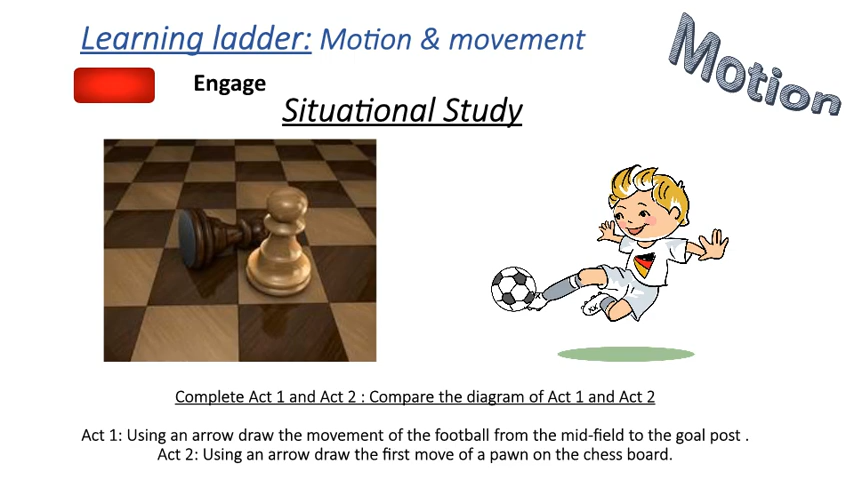 Learning ladder: Motion & movement
Motion
Engage
Situational Study
Complete Act 1 and Act 2 : Compare the diagram of Act 1 and Act 2
Act 1: Using an arrow draw the movement of the football from the mid-field to the goal post .
Act 2: Using an arrow draw the first move of a pawn on the chess board.